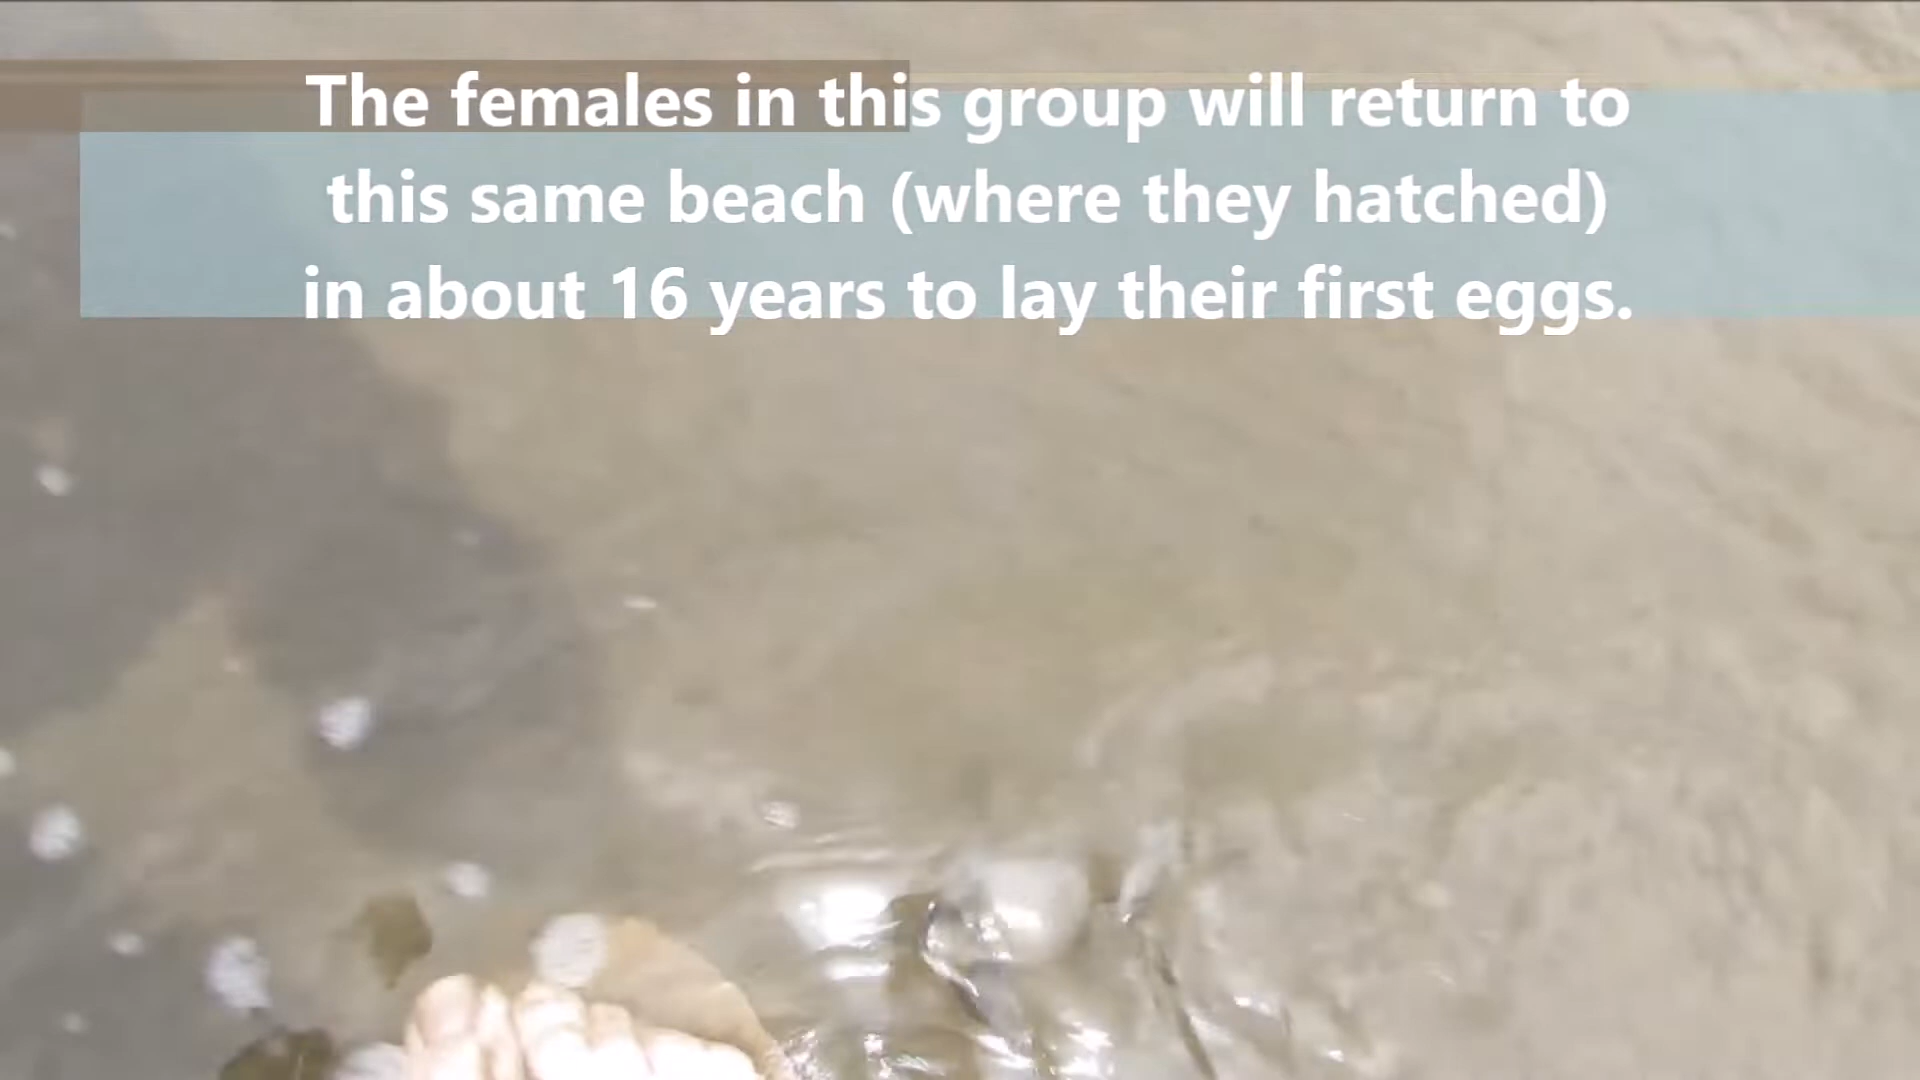 The females in this group will return to
this same beach (where they hatched)
in about 16 years to lay their first eggs.